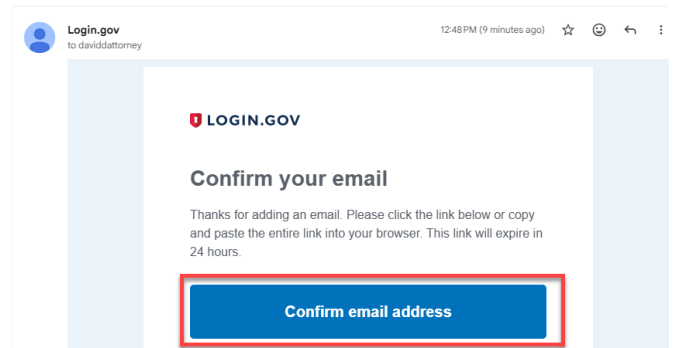 Login.gov
12:48 PM (9 minutes ago)
to daviddattorney
LOGIN.GOV
Confirm your email
Thanks for adding an email. Please click the link below or copy
and paste the entire link into your browser. This link will expire in
24 hours.
Confirm email address